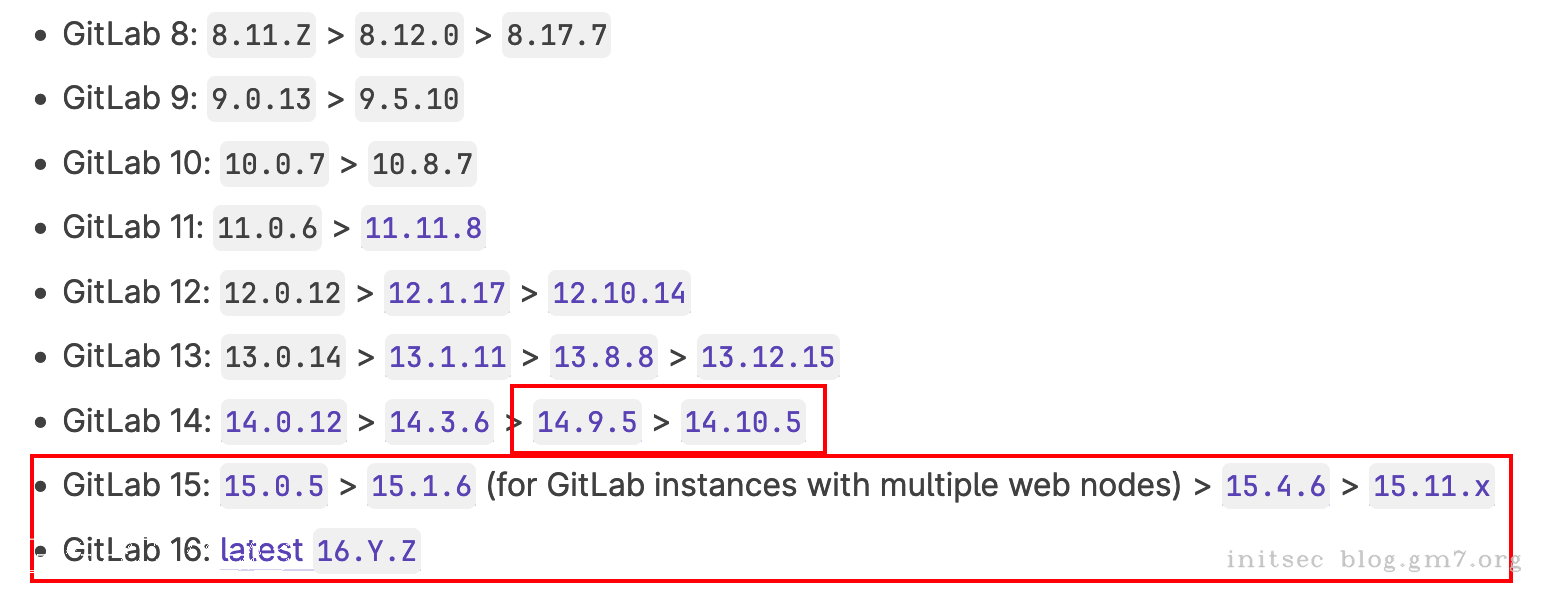 • GitLab 8: 8.11.Z > 8.12.0 > 8.17.7
• GitLab 9: 9.0.13 > 9.5.10
• GitLab 10: 10.0.7 > 10.8.7
• GitLab 11: 11.0.6 > 11.11.8
• GitLab 12: 12.0.12 > 12.1.17 > 12.10.14
• GitLab 13: 13.0.14 > 13.1.11 > 13.8.8 > 13.12.15
• GitLab 14: 14.0.12 > 14.3.6 > 14.9.5 > 14.10.5
• GitLab 15: 15.0.5 > 15.1.6 (for GitLab instances with multiple web nodes) > 15.4.6 > 15.11.x
• GitLab 16: latest 16.Y.Z
initsec blog.gm7.org